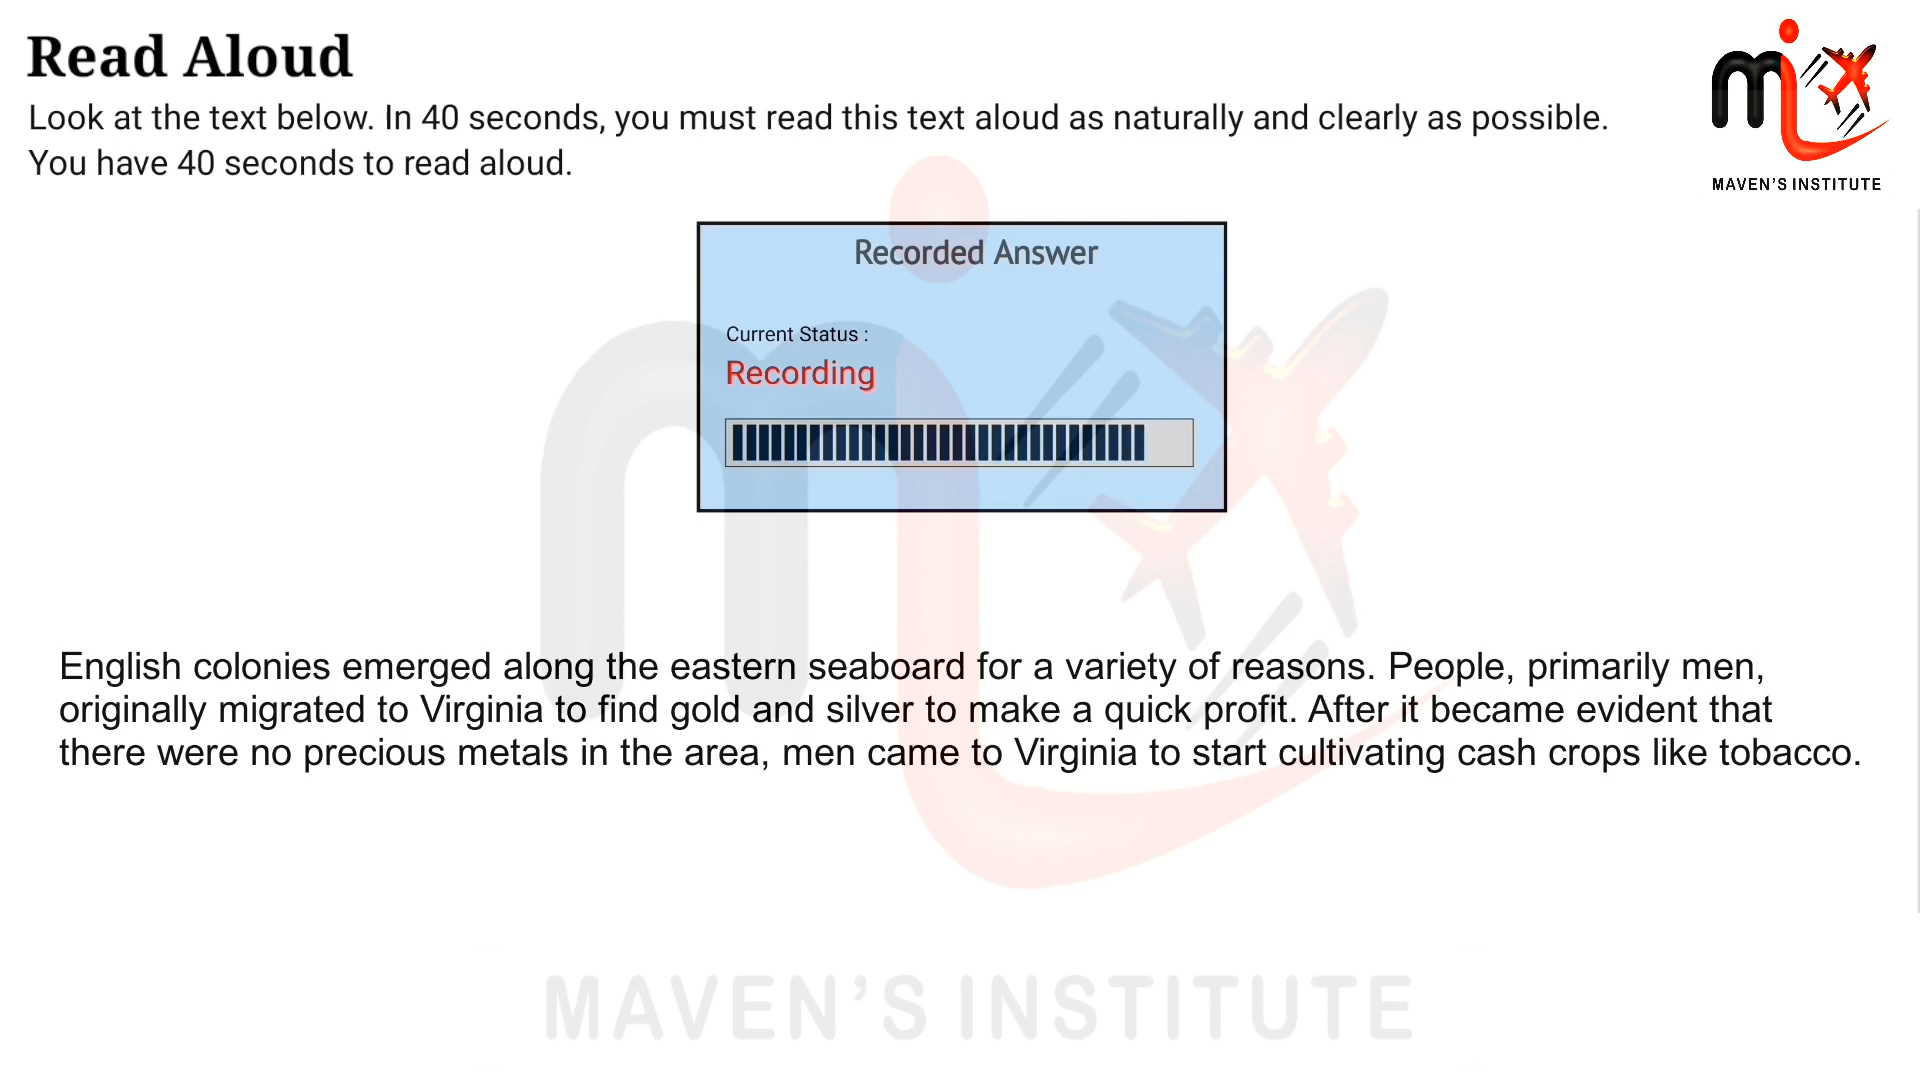 Read Aloud
Look at the text below. In 40 seconds, you must read this text aloud as naturally and clearly as possible.
You have 40 seconds to read aloud.
mi
MAVEN'S INSTITUTE
Recorded Answer
Current Status :
Recording
English colonies emerged along the eastern seaboard for a variety of reasons. People, primarily men,
originally migrated to Virginia to find gold and silver to make a quick profit. After it became evident that
there were no precious metals in the area, men came to Virginia to start cultivating cash crops like tobacco.
MAVEN'S INSTITUTE